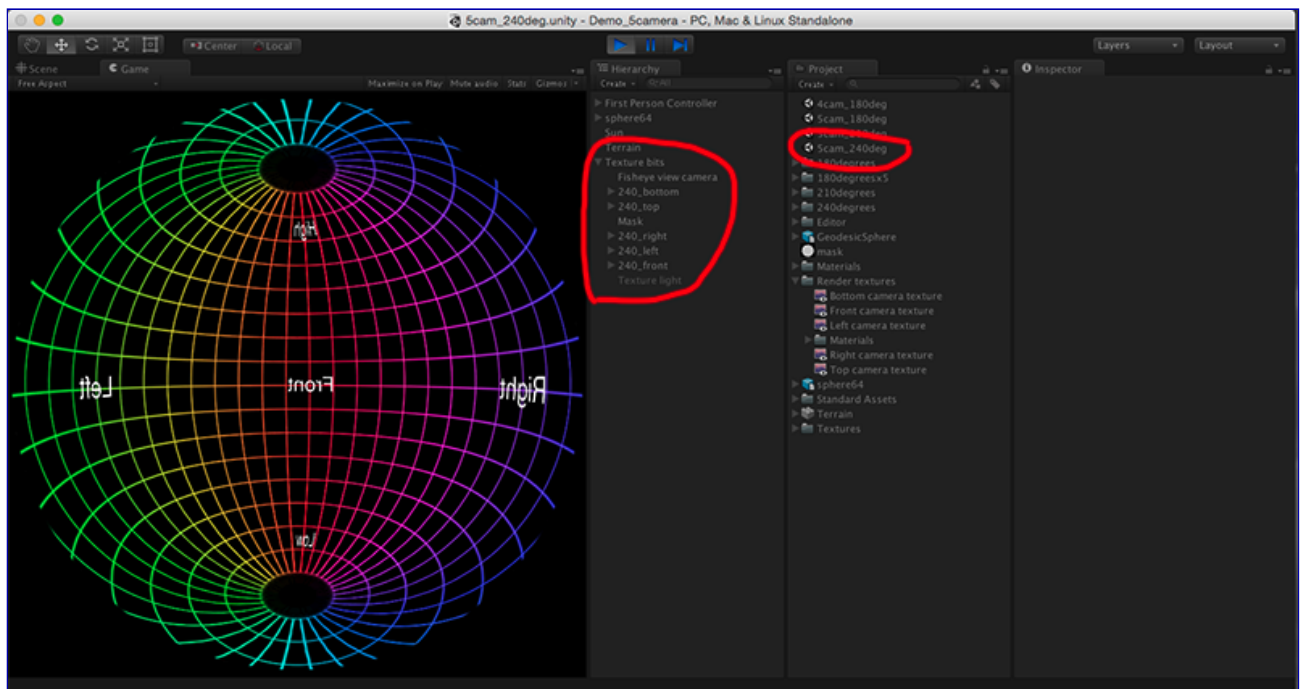 5cam_240deg.unity - Demo_5camera - PC, Mac & Linux Standalone
Center Local Layers Layout
Scene Game
Free Aspect Maximize on Play Mute audio Stats Gizmos
High
Left Front Right
Low
Hierarchy
Create All
First Person Controller
sphere64
Sun
Terrain
Texture bits
Fisheye view camera
240_bottom
240_top
Mask
240_right
240_left
240_front
Texture light
Project
Create
4cam_180deg
5cam_180deg
5cam_240deg
180degrees
180degreesx5
210degrees
240degrees
Editor
GeodesicSphere
mask
Materials
Render textures
Bottom camera texture
Front camera texture
Left camera texture
Materials
Right camera texture
Top camera texture
sphere64
Standard Assets
Terrain
Textures
Inspector